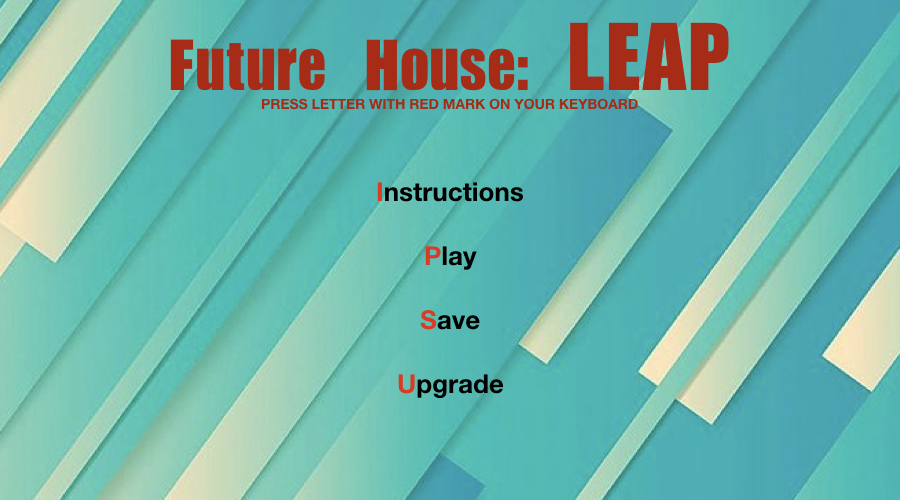 Future House: LEAP
PRESS LETTER WITH RED MARK ON YOUR KEYBOARD
Instructions
Play
Save
Upgrade